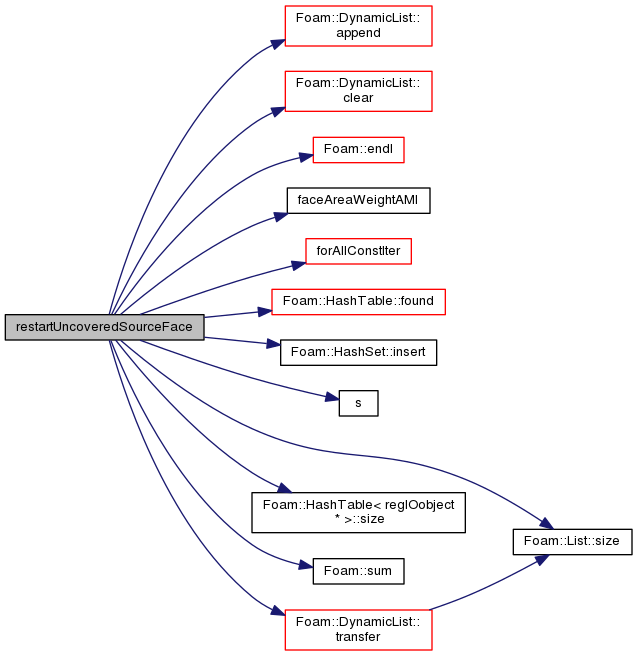 Foam::DynamicList::
append
Foam::DynamicList::
clear
Foam::endl
faceAreaWeightAMI
forAllConstIter
Foam::HashTable::found
restartUncoveredSourceFace
Foam::HashSet::insert
s
Foam::HashTable< regIOobject
* >::size
Foam::List::size
Foam::sum
Foam::DynamicList::
transfer